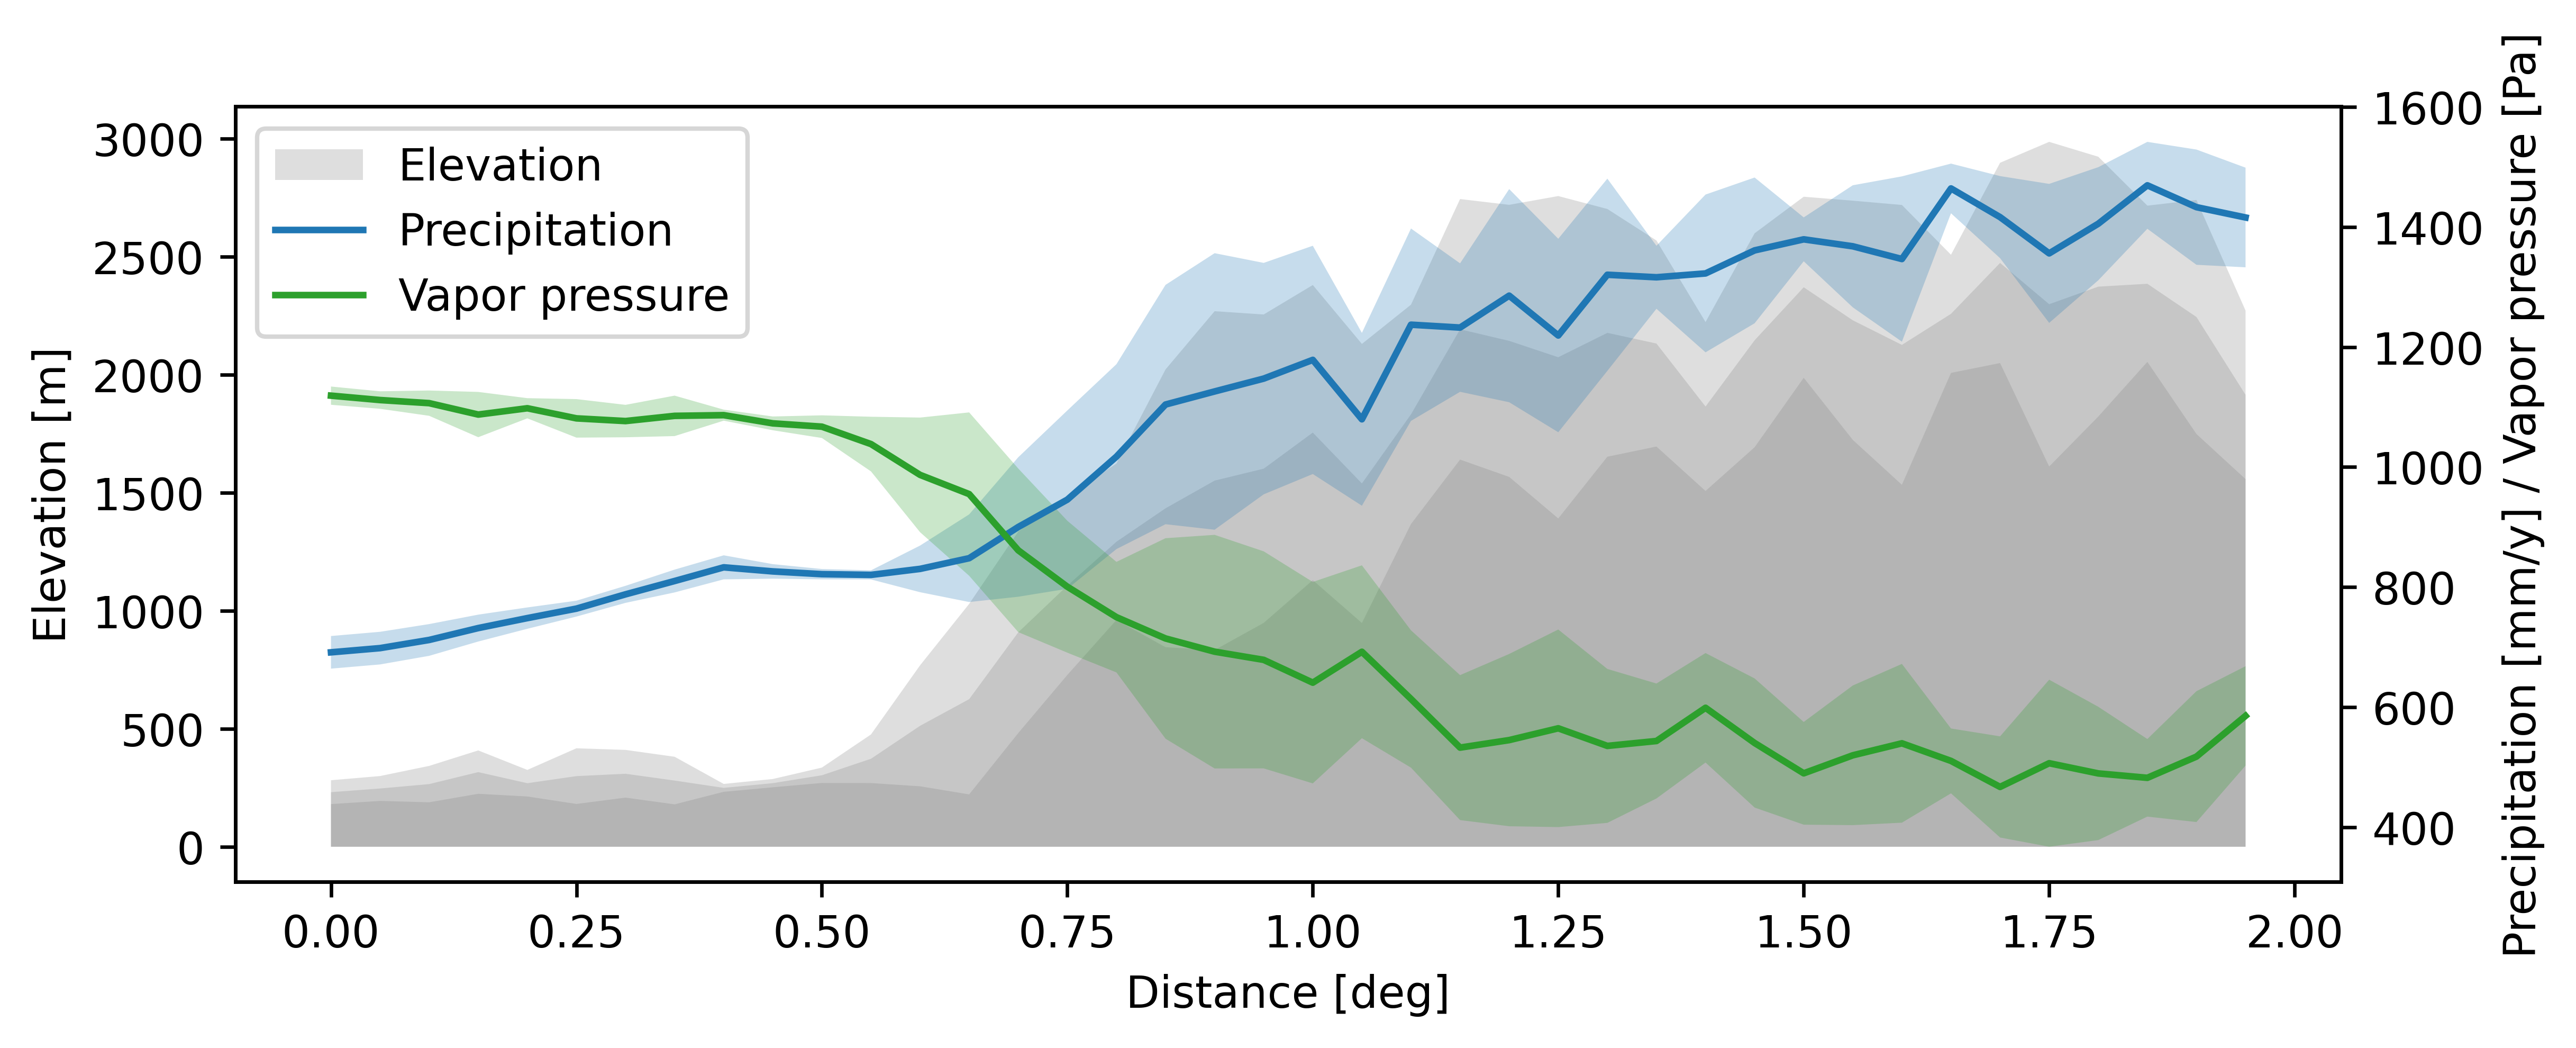 Elevation
Precipitation
Vapor pressure
Elevation [m]
3000
2500
2000
1500
1000
500
0
1600
1400
1200
1000
800
600
400
Precipitation [mm/y] / Vapor pressure [Pa]
0.00 0.25 0.50 0.75 1.00 1.25 1.50 1.75 2.00
Distance [deg]